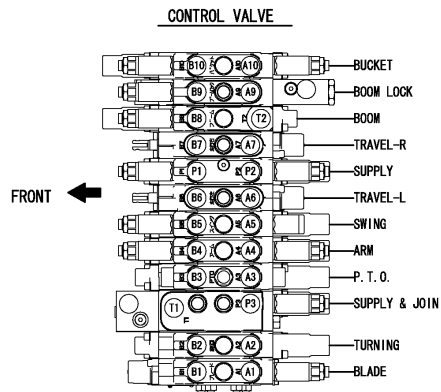 CONTROL VALVE
B10 A10 BUCKET
B9 A9 BOOM LOCK
B8 T2 BOOM
B7 A7 TRAVEL-R
P1 P2 SUPPLY
FRONT
B6 A6 TRAVEL-L
B5 A5 SWING
B4 A4 ARM
B3 A3 P.T.O.
T1 P3 SUPPLY & JOIN
B2 A2 TURNING
B1 A1 BLADE